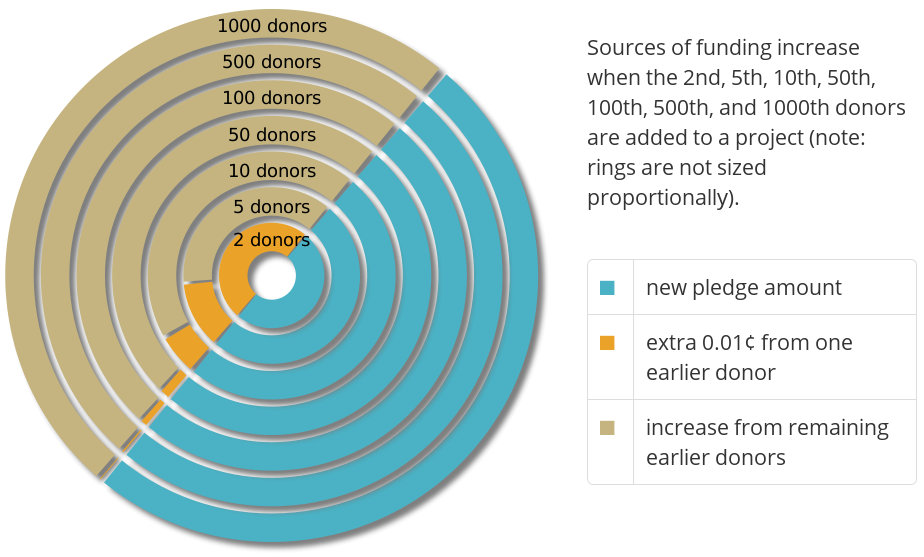 1000 donors
500 donors
100 donors
50 donors
10 donors
5 donors
2 donors
Sources of funding increase
when the 2nd, 5th, 10th, 50th,
100th, 500th, and 1000th donors
are added to a project (note:
rings are not sized
proportionally).
new pledge amount
extra 0.01¢ from one
earlier donor
increase from remaining
earlier donors